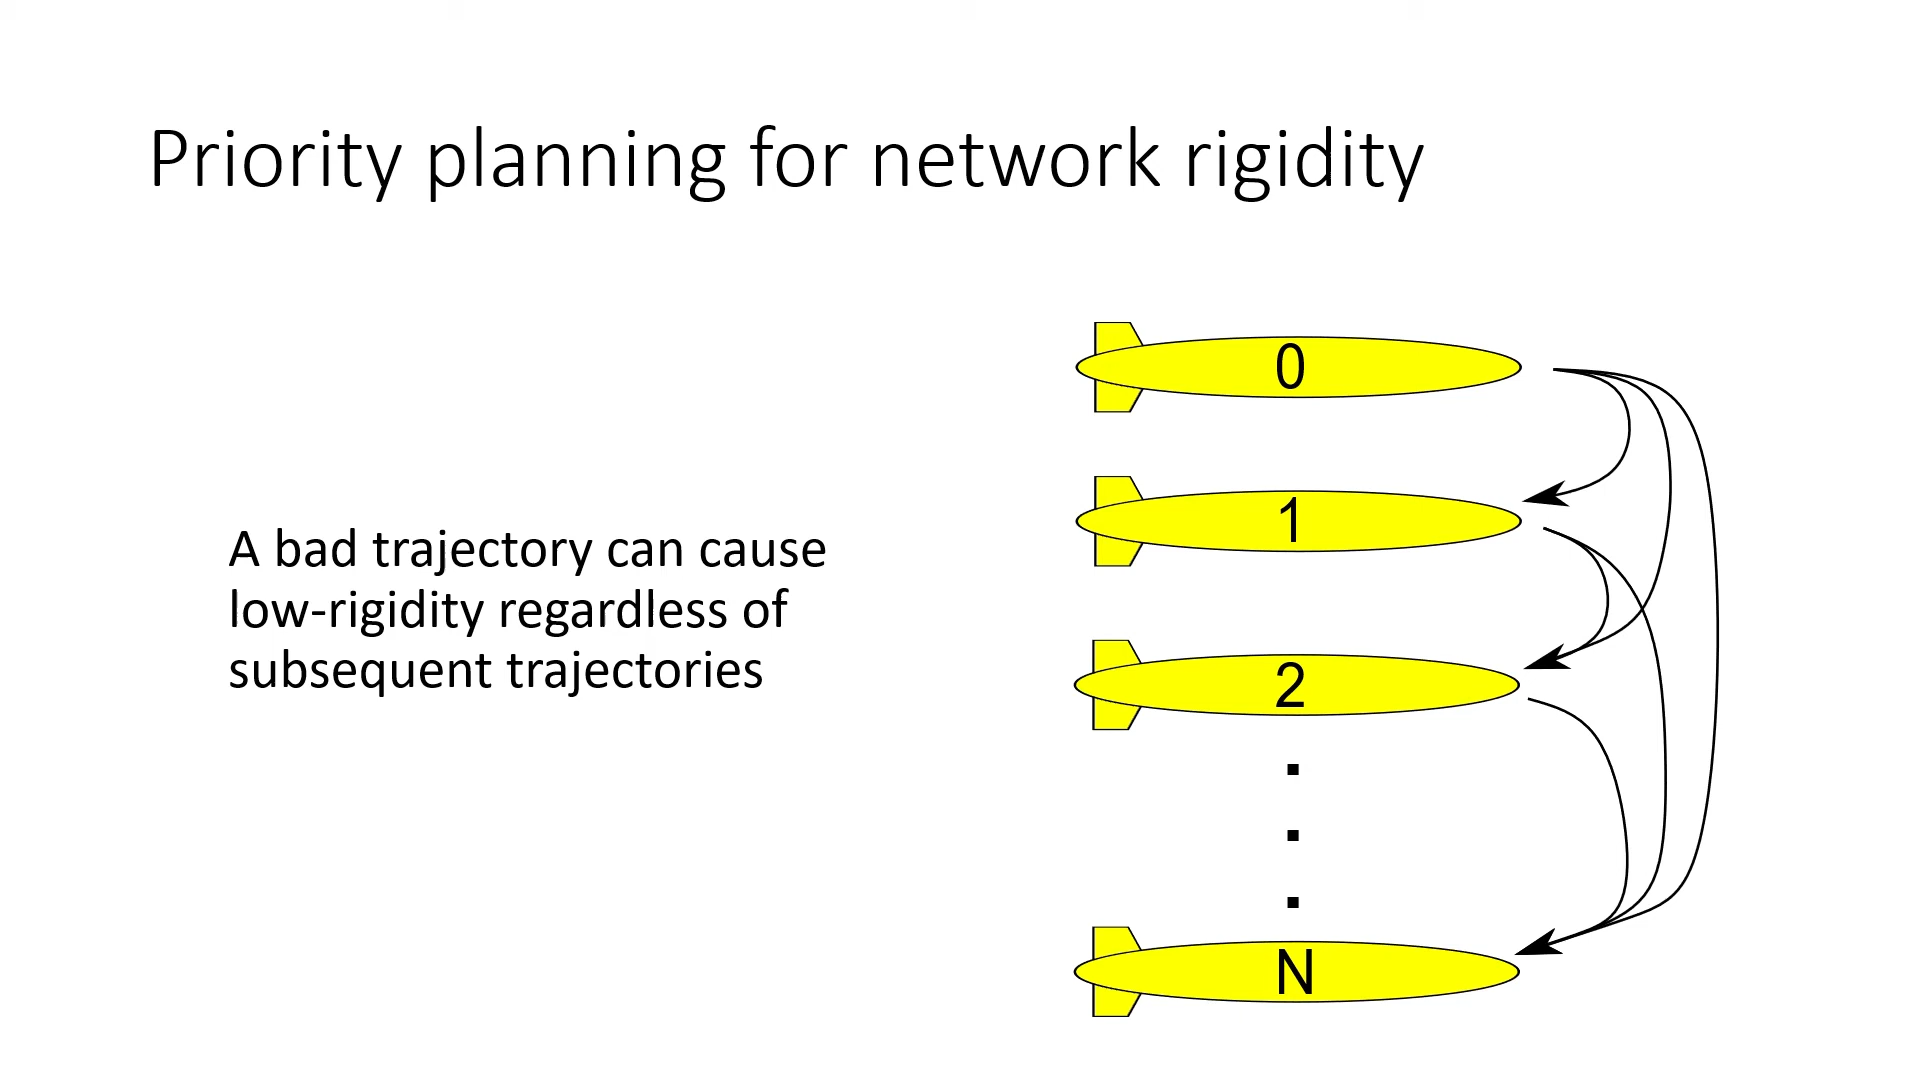 Priority planning for network rigidity
A bad trajectory can cause
low-rigidity regardless of
subsequent trajectories
0
1
2
N